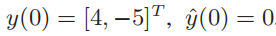 y(0) = [4, −5]^T, ŷ(0) = 0